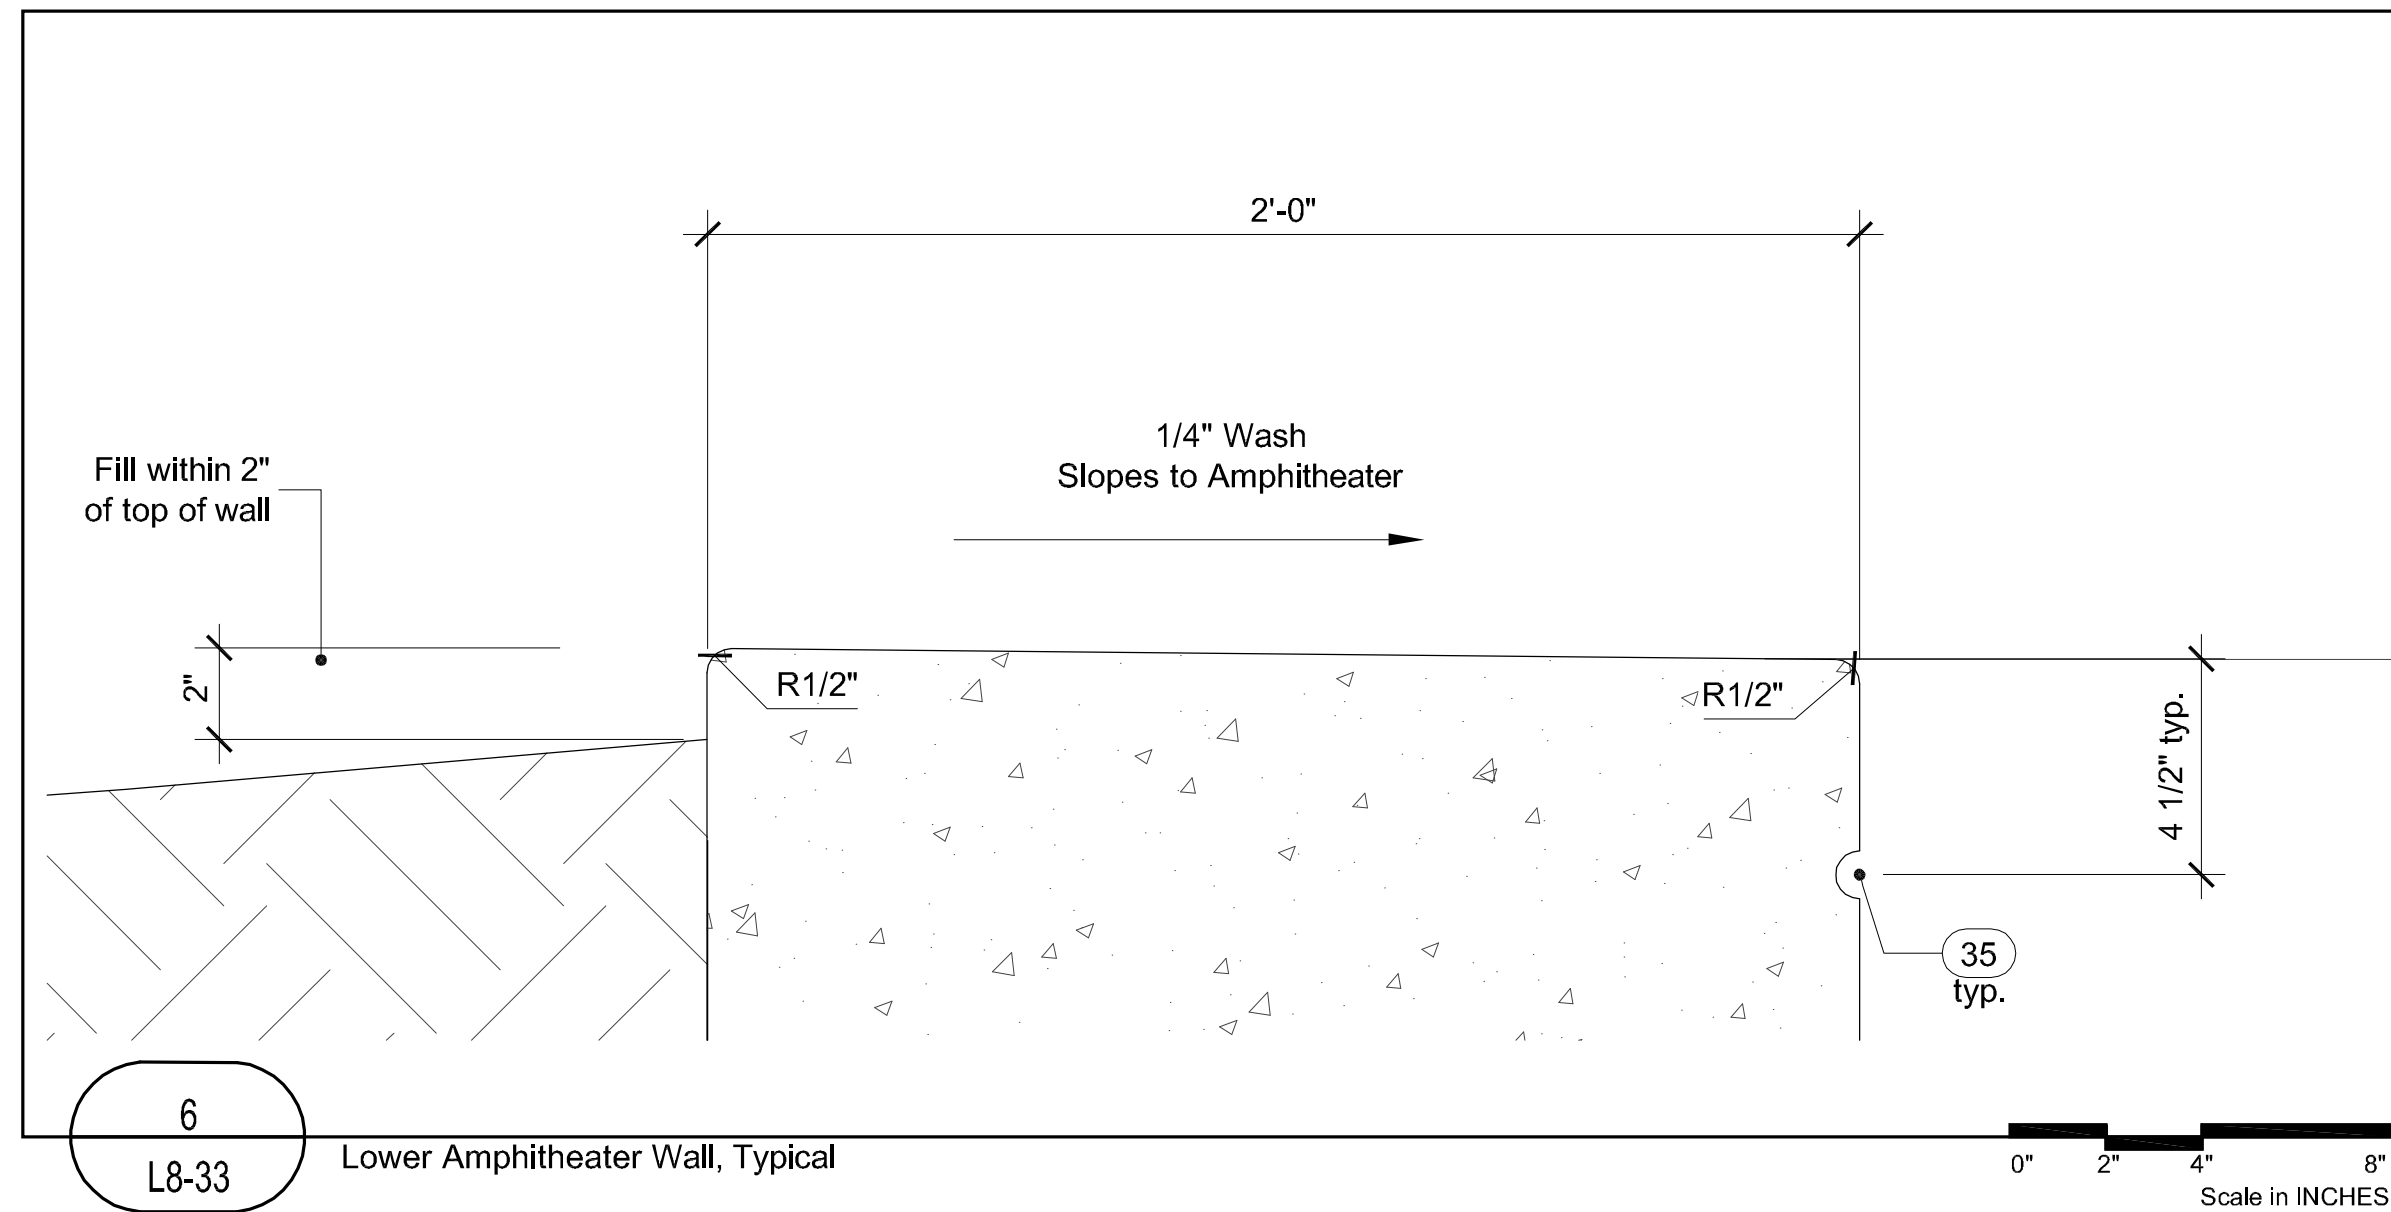 2'-0"
1/4" Wash
Slopes to Amphitheater
Fill within 2"
of top of wall
2"
R1/2"
R1/2"
4 1/2" typ.
35
typ.
6
L8-33
Lower Amphitheater Wall, Typical
0" 2" 4" 8"
Scale in INCHES